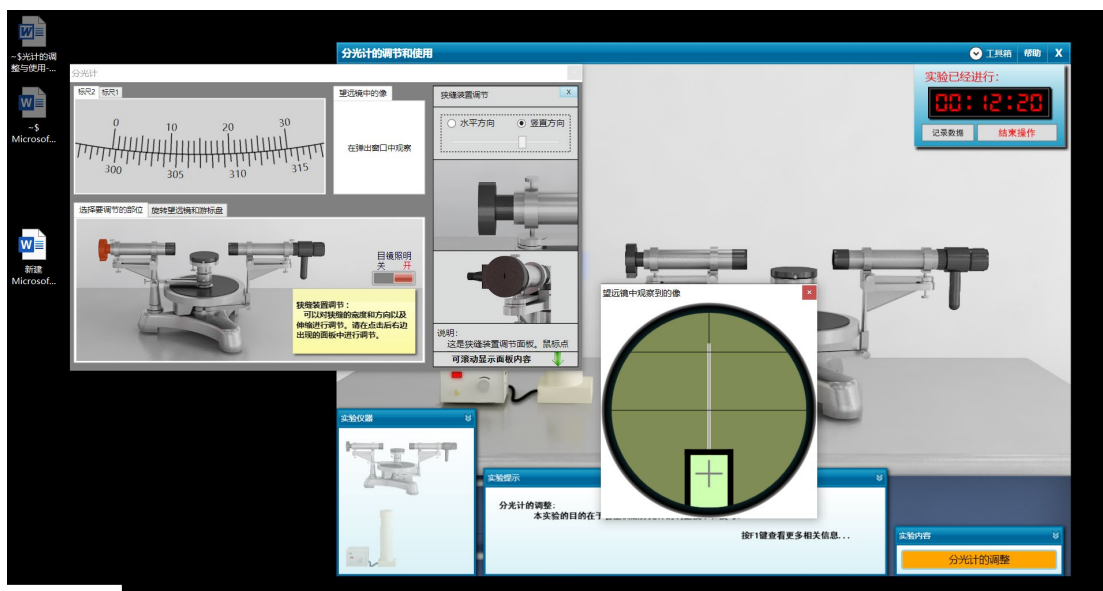 ~$光计的调
整与使用-...
~$
Microsof...
新建
Microsof...
分光计的调节和使用
工具箱
帮助
X
实验已经进行:
00:12:20
记录数据
结束操作
分光计
标尺2
标尺1
0
10
20
30
300
305
310
315
望远镜中的像
在弹出窗口中观察
狭缝装置调节
x
水平方向
竖直方向
说明:
这是狭缝装置调节面板。鼠标点
可滚动显示面板内容
选择要调节的部位
旋转望远镜和游标盘
目镜照明
关 开
狭缝装置调节:
可以对狭缝的宽度和方向以及
伸缩进行调节。请在点击后右边
出现的面板中进行调节。
望远镜中观察到的像
x
实验仪器
实验提示
分光计的调整:
本实验的目的在于
按F1键查看更多相关信息...
实验内容
分光计的调整